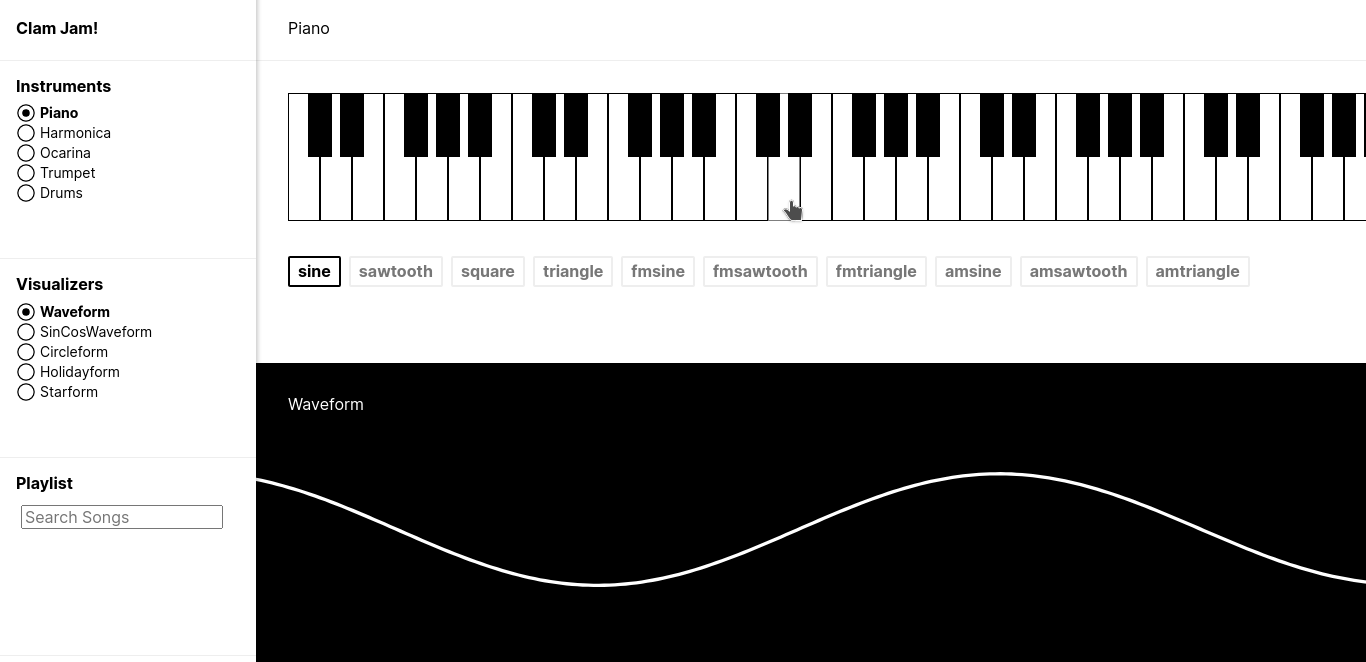 Clam Jam!
Instruments
Piano
Harmonica
Ocarina
Trumpet
Drums
Visualizers
Waveform
SinCosWaveform
Circleform
Holidayform
Starform
Playlist
Search Songs
Piano
sine sawtooth square triangle fmsine fmsawtooth fmtriangle amsine amsawtooth amtriangle
Waveform